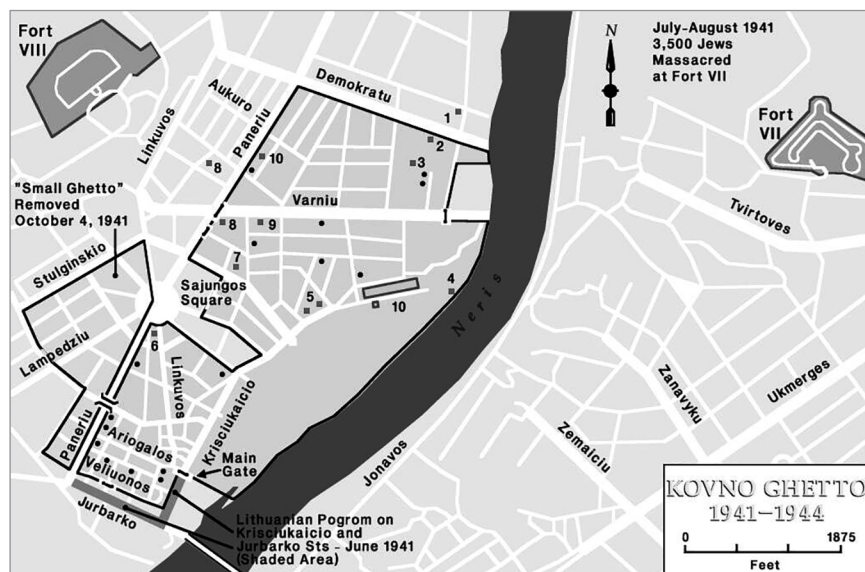 Fort
VIII
July–August 1941
3,500 Jews
Massacred
at Fort VII
N
Fort
VII
Demokratu
Aukuro
Linkuvos
Paneriu
1
2
3
10
8
Varniu
Tvirtoves
"Small Ghetto"
Removed
October 4, 1941
8
9
7
Stulginskio
Sajungos
Square
4
5
10
Neris
6
Lampedziu
Linkuvos
Krisciukaicio
Zanavyku
Ukmerges
Paneriu
Ariogalos
Veliuonos
Main
Gate
Jonavos
Zemaiciu
Jurbarko
Lithuanian Pogrom on
Krisciukaicio and
Jurbarko Sts - June 1941
(Shaded Area)
KOVNO GHETTO
1941–1944
0 1875
Feet